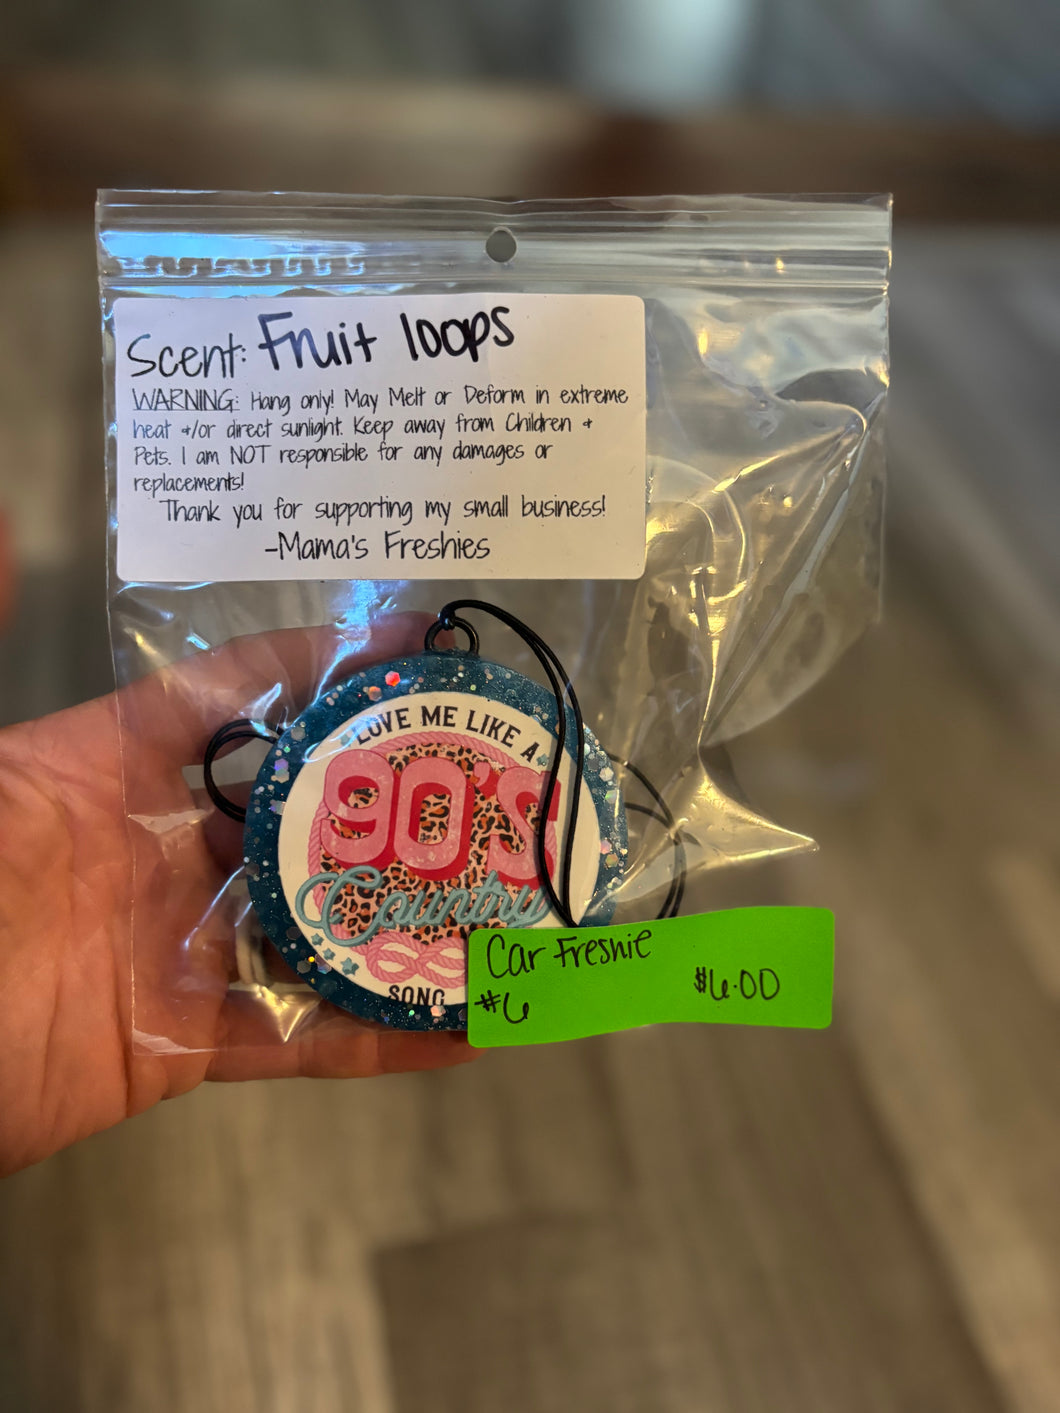 Scent: Fruit loops
WARNING: Hang only! May Melt or Deform in extreme
heat +/or direct sunlight. Keep away from Children +
Pets. I am NOT responsible for any damages or
replacements!
Thank you for supporting my small business!
-Mama's Freshies
LOVE ME LIKE A
90'S
Country
SONG
Car Freshie
#6 $6.00